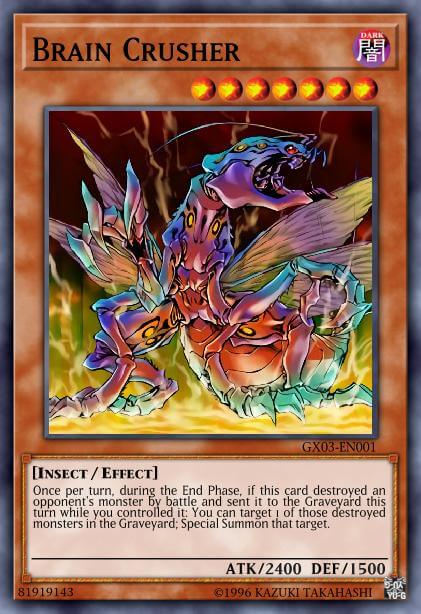 BRAIN CRUSHER
DARK
闇
GX03-EN001
[INSECT / EFFECT]
Once per turn, during the End Phase, if this card destroyed an
opponent's monster by battle and sent it to the Graveyard this
turn while you controlled it: You can target 1 of those destroyed
monsters in the Graveyard; Special Summon that target.
ATK/2400 DEF/1500
81919143
©1996 KAZUKI TAKAHASHI